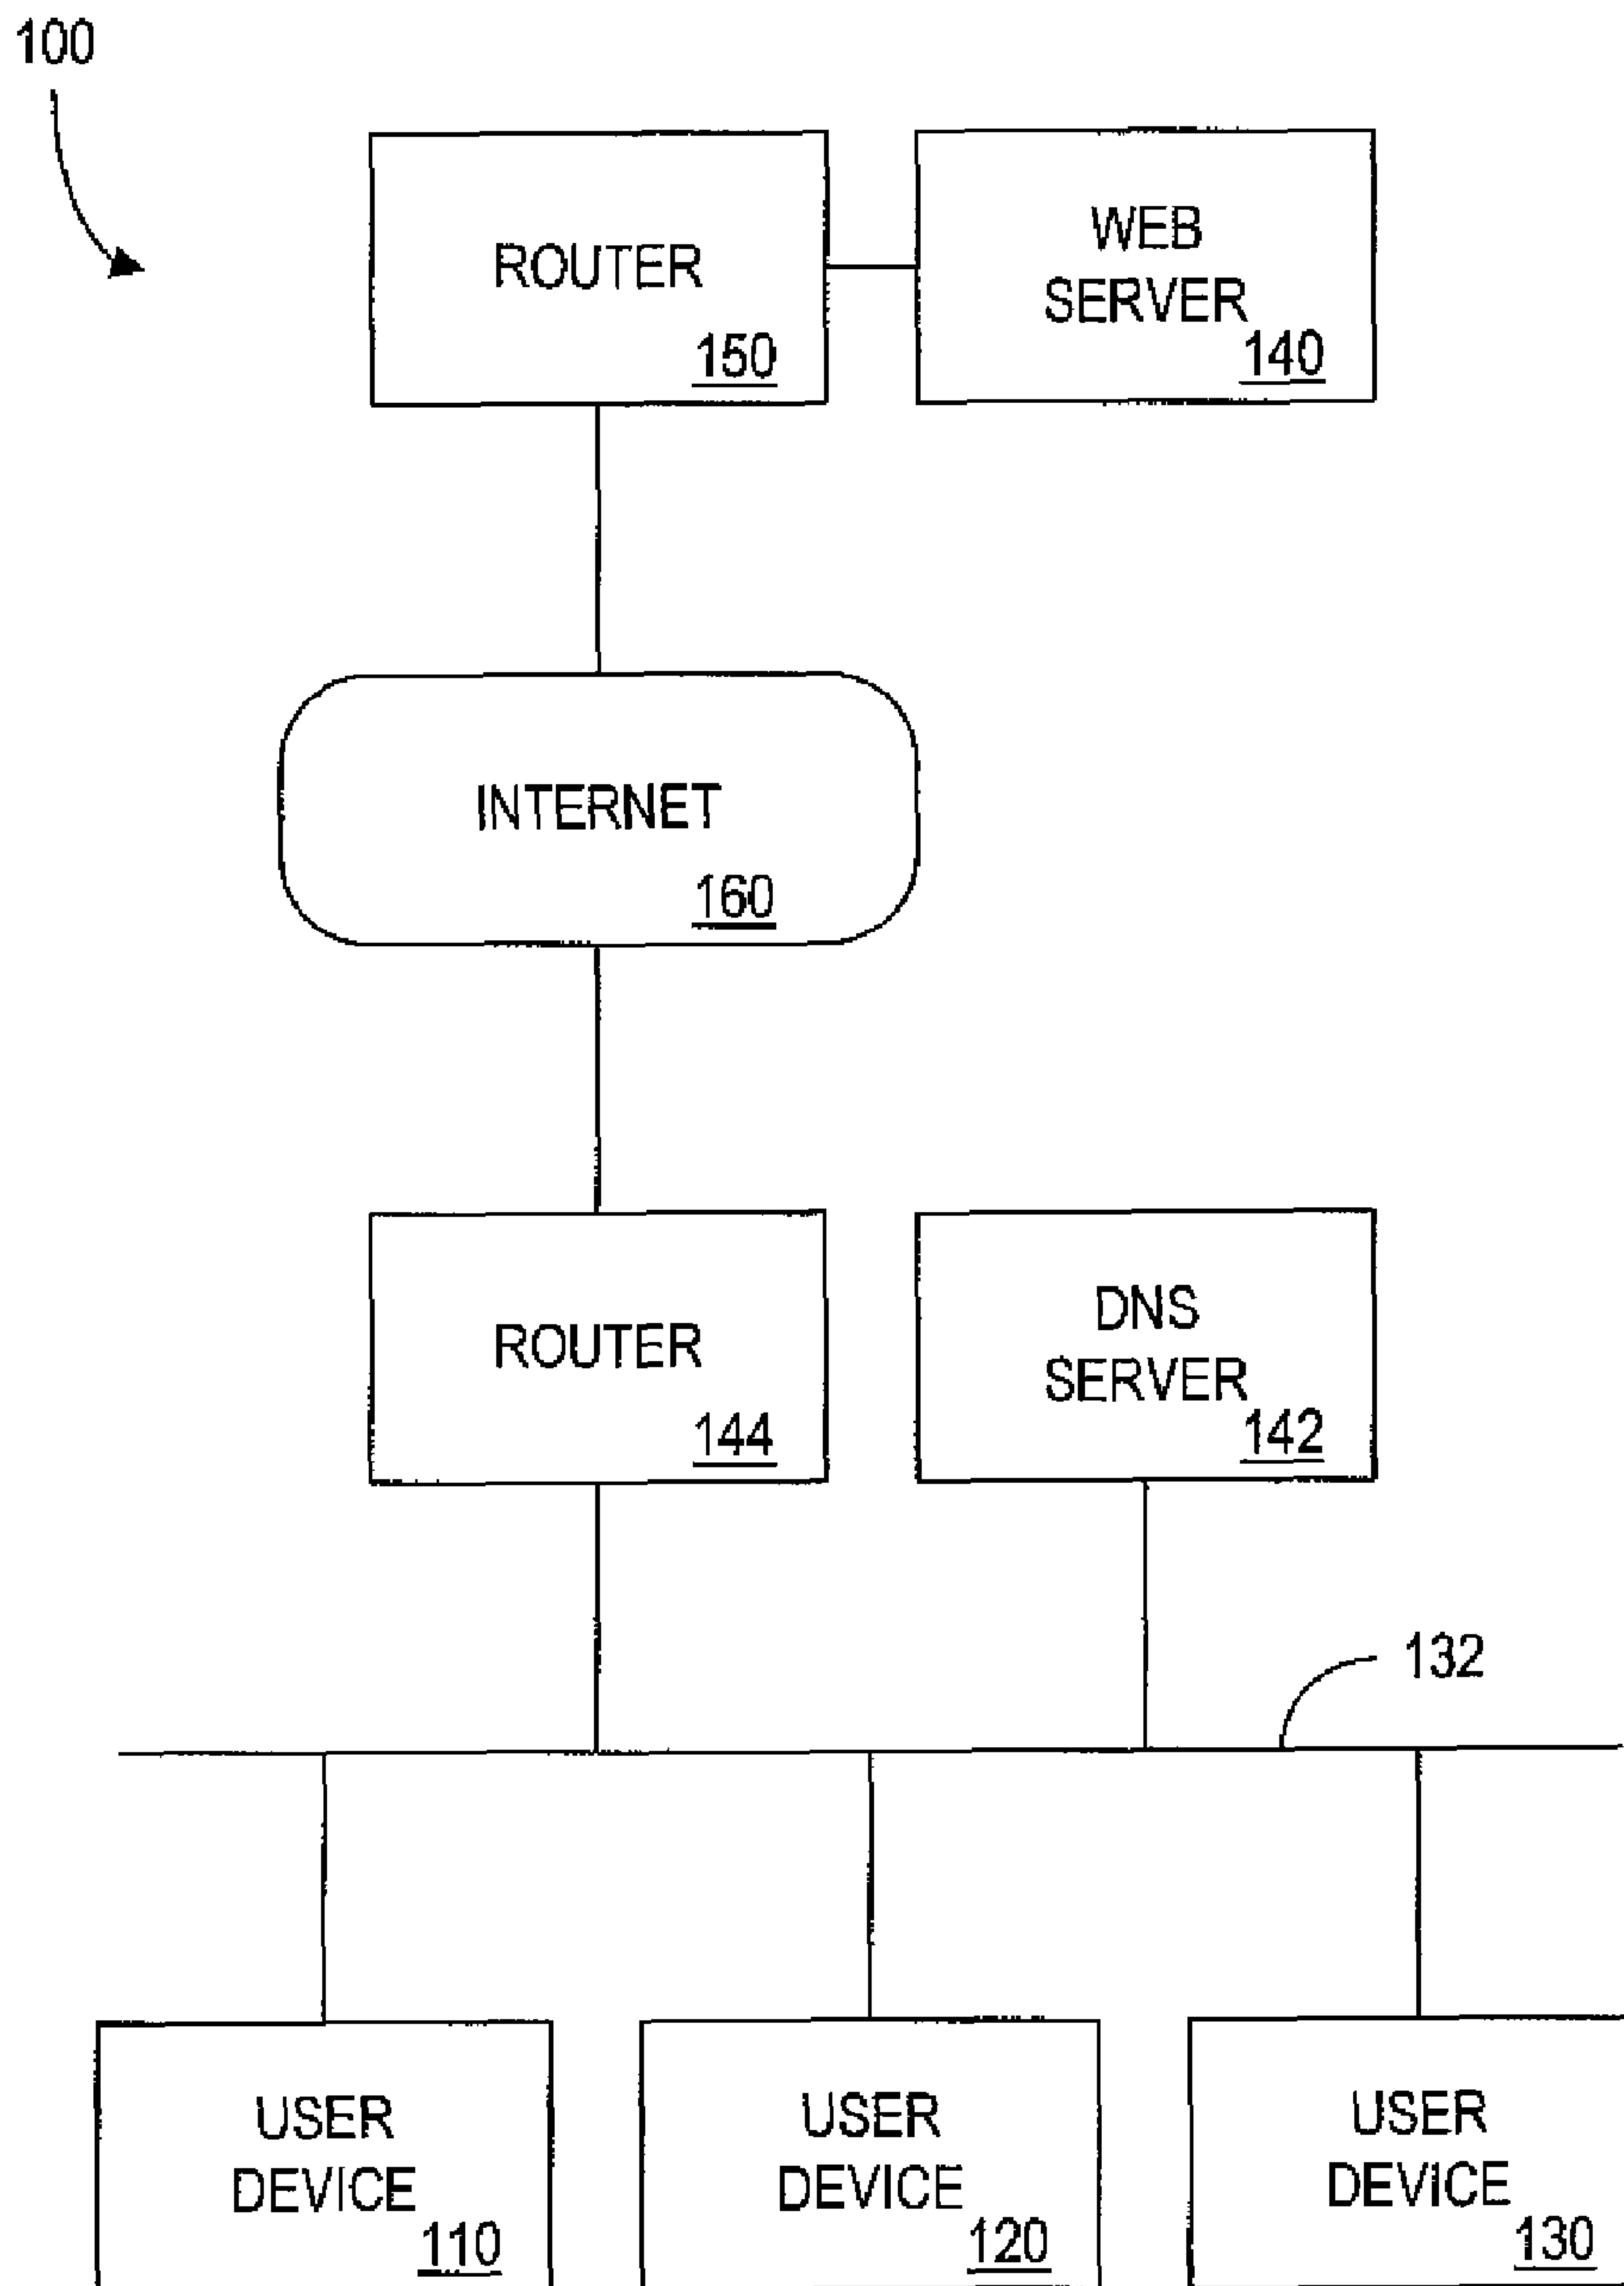 100
ROUTER
150
WEB
SERVER
140
INTERNET
160
ROUTER
144
DNS
SERVER
142
132
USER
DEVICE
110
USER
DEVICE
120
USER
DEVICE
130